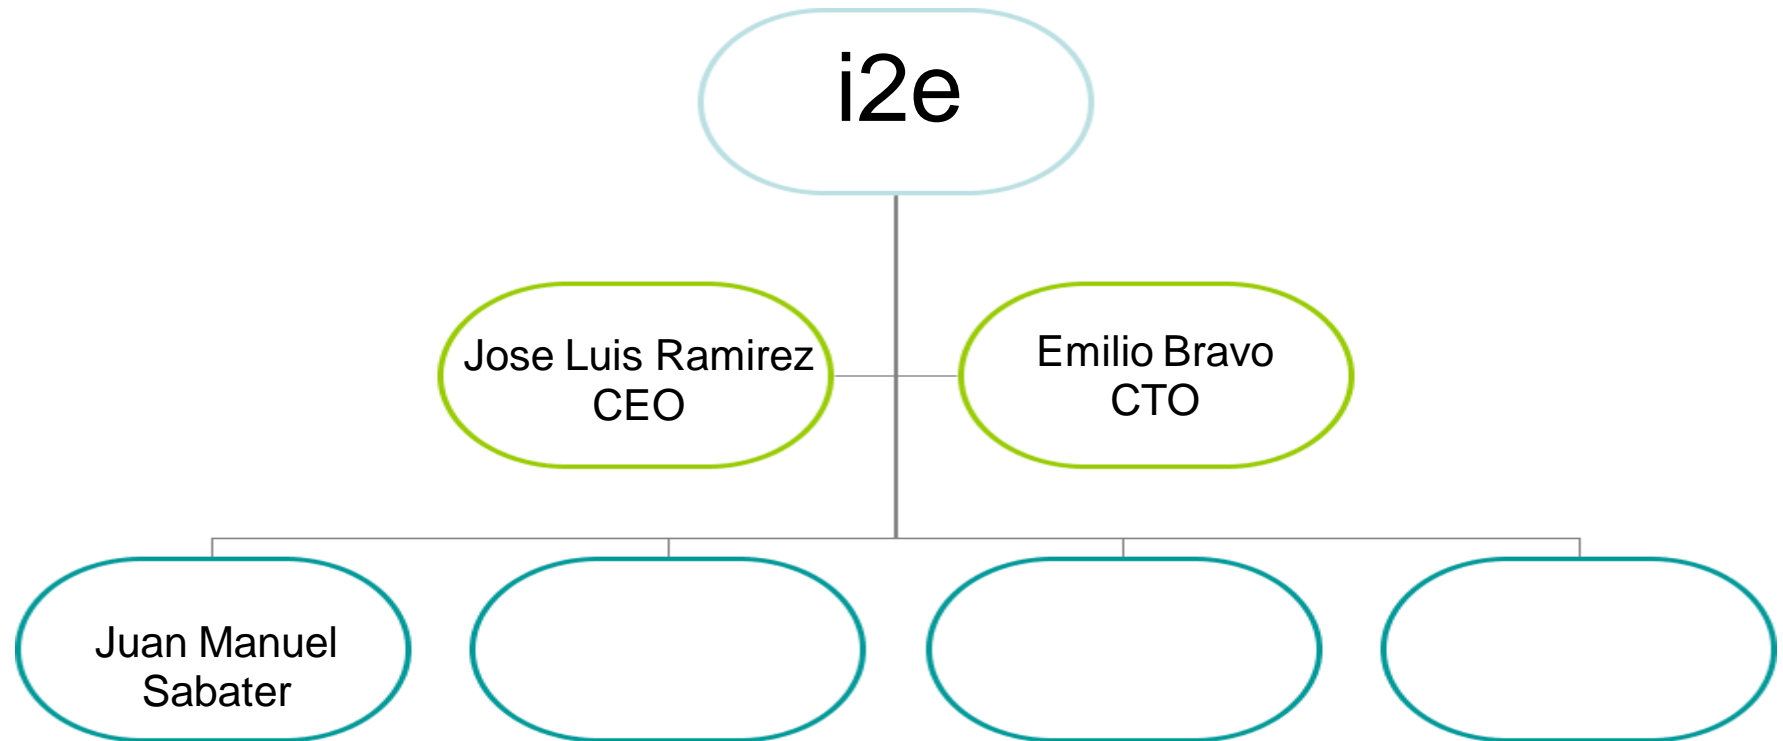 i2e
Jose Luis Ramirez
CEO
Emilio Bravo
CTO
Juan Manuel
Sabater